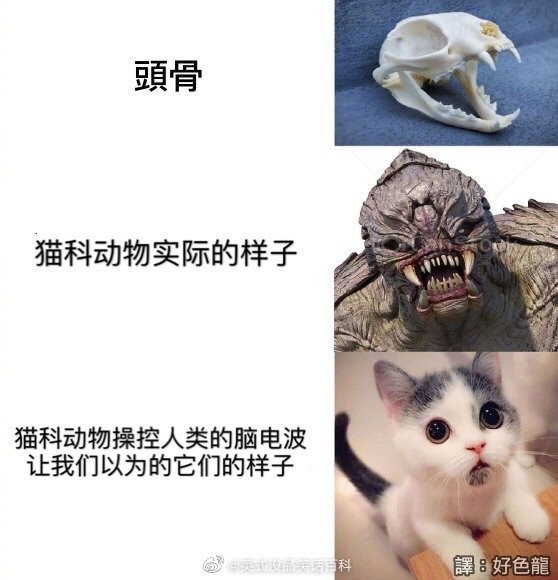 頭骨
猫科动物实际的样子
猫科动物操控人类的脑电波
让我们以为的它们的样子
譯：好色龍